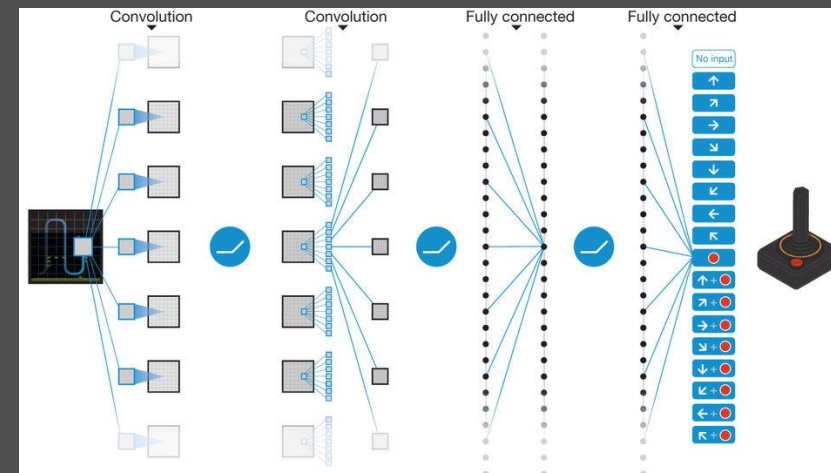 Convolution
Convolution
Fully connected
Fully connected
No input
+
+
+
+
+
+
+
+